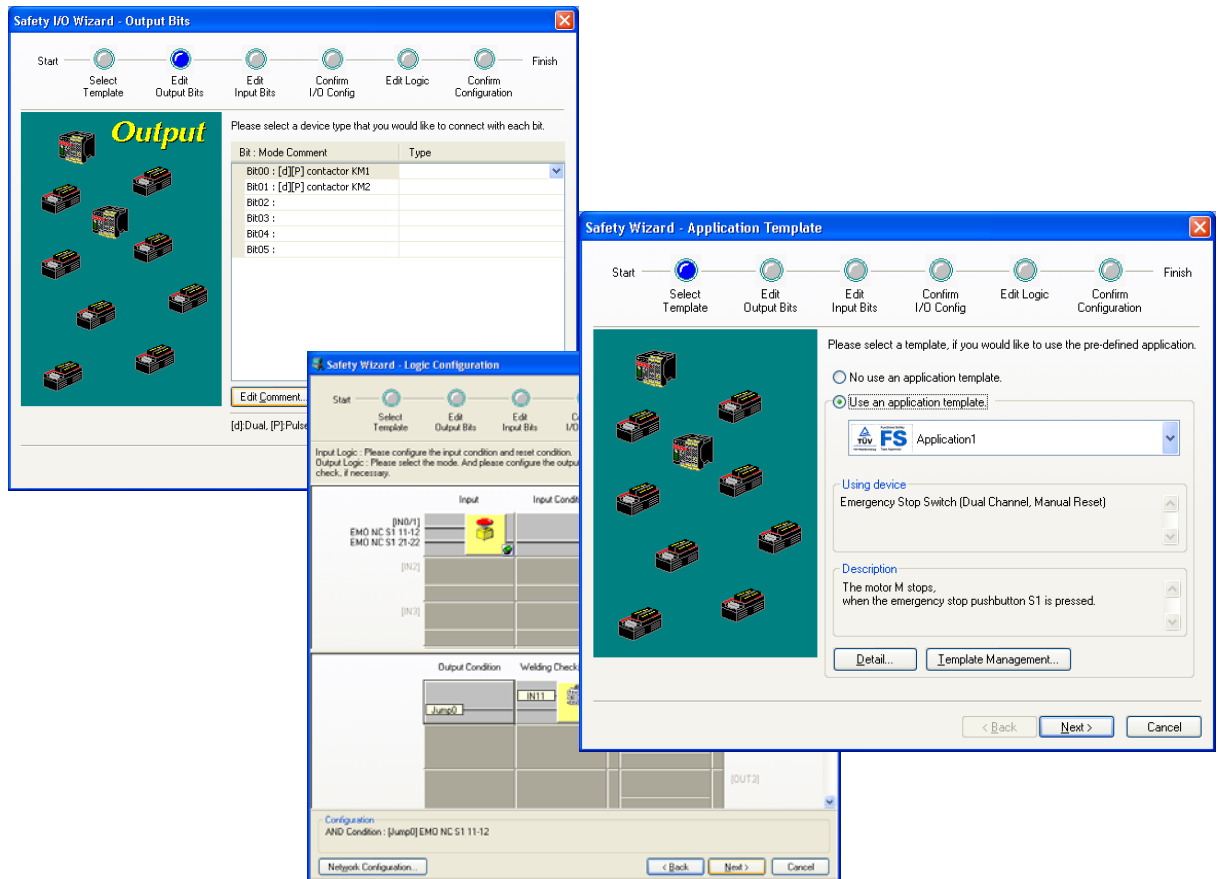 Safety I/O Wizard - Output Bits
Start
Select
Template
Edit
Output Bits
Edit
Input Bits
Confirm
I/O Config
Edit Logic
Confirm
Configuration
Finish
Output
Please select a device type that you would like to connect with each bit.
Bit : Mode Comment Type
Bit00 : [d][P] contactor KM1
Bit01 : [d][P] contactor KM2
Bit02 :
Bit03 :
Bit04 :
Bit05 :
Edit Comment...
[d]:Dual, [P]:Pulse
Safety Wizard - Logic Configuration
Start
Select
Template
Edit
Output Bits
Edit
Input Bits
Input Logic : Please configure the input condition and reset condition.
Output Logic : Please select the mode. And please configure the output
check, if necessary.
Input
[IN0/1]
EMO NC S1 11-12
EMO NC S1 21-22
[IN2]
[IN3]
Output Condition
IN11
Jump0
[OUT3]
Configuration
AND Condition : [Jump0] EMO NC S1 11-12
Network Configuration...
< Back
Next >
Cancel
Safety Wizard - Application Template
Start
Select
Template
Edit
Output Bits
Edit
Input Bits
Confirm
I/O Config
Edit Logic
Confirm
Configuration
Finish
Please select a template, if you would like to use the pre-defined application.
No use an application template.
Use an application template.
TÜV
FS
Application1
Using device
Emergency Stop Switch (Dual Channel, Manual Reset)
Description
The motor M stops,
when the emergency stop pushbutton S1 is pressed.
Detail...
Template Management...
< Back
Next >
Cancel